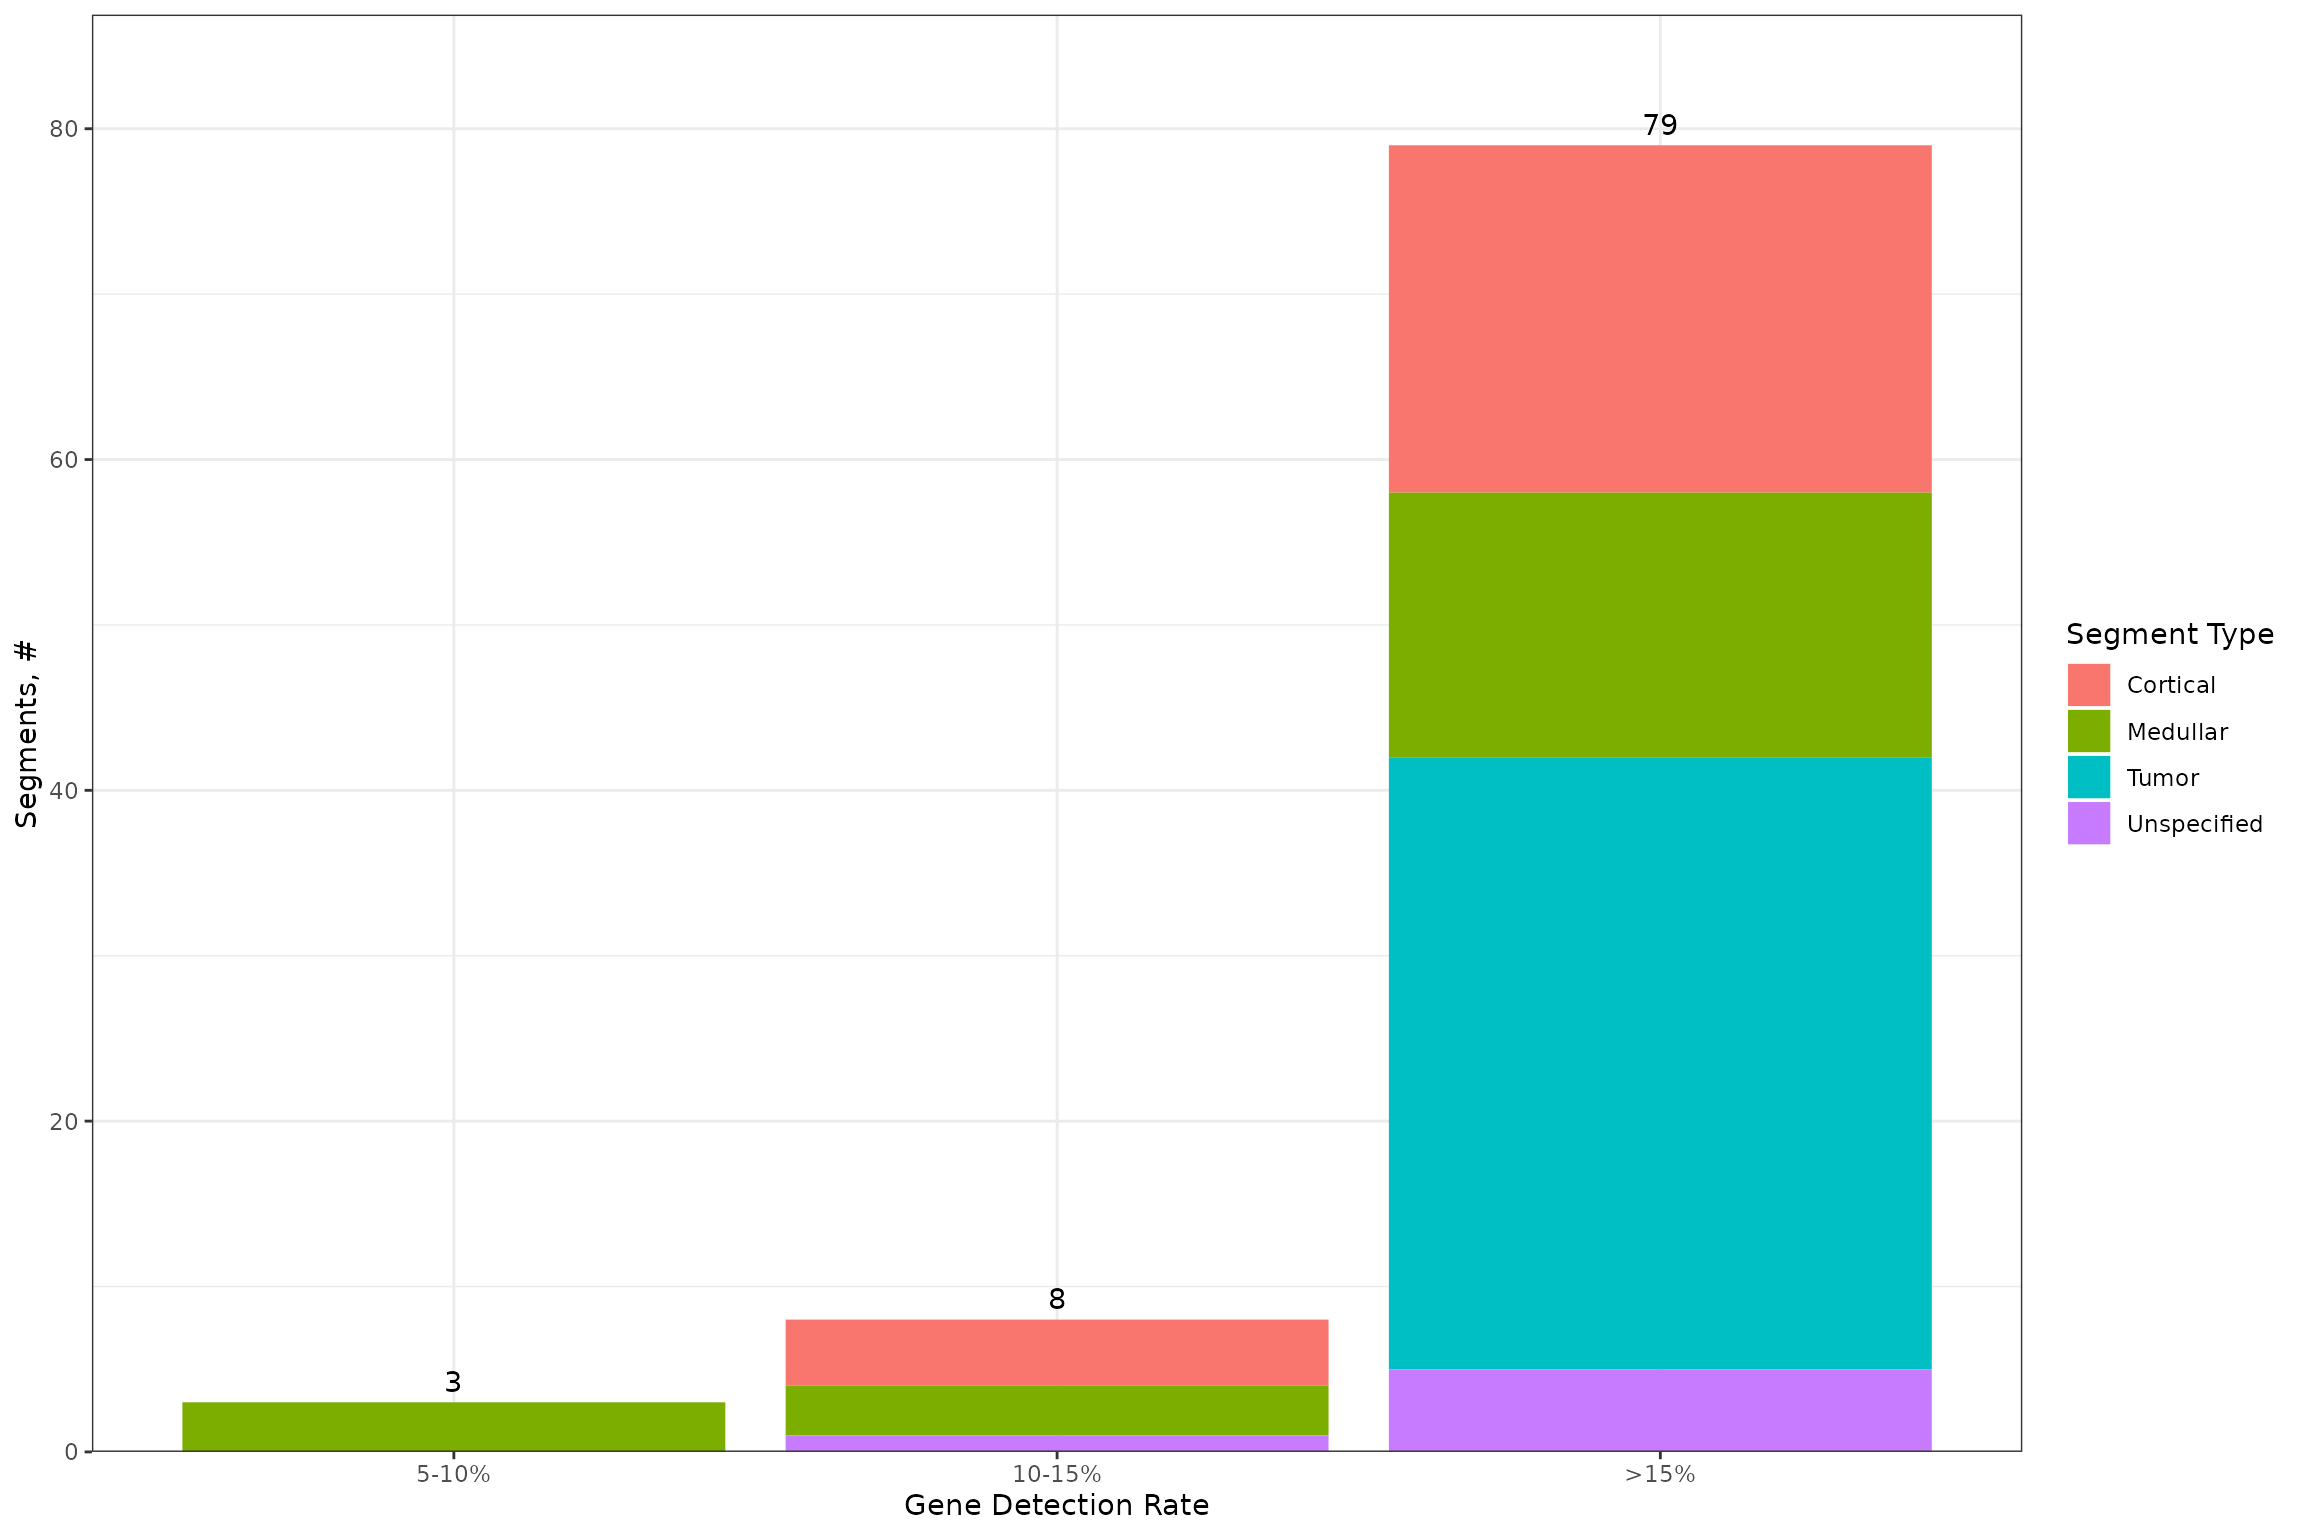 79
8
3
80
60
40
20
0
Segments, #
5-10%
10-15%
>15%
Gene Detection Rate
Segment Type
Cortical
Medullar
Tumor
Unspecified